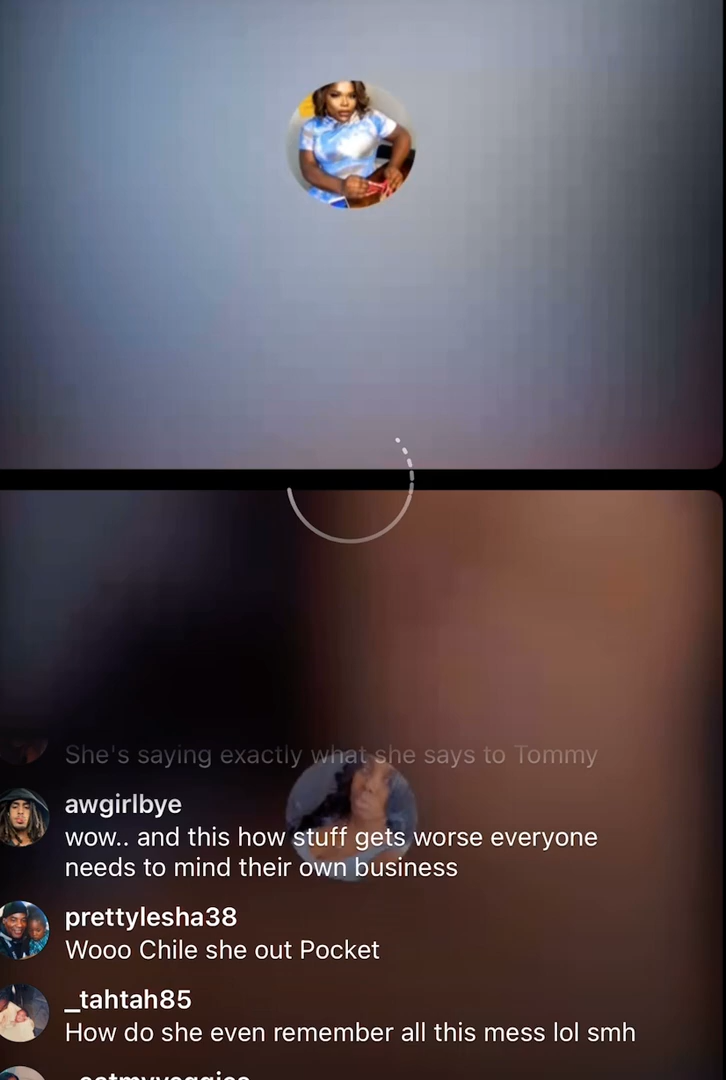 She's saying exactly what she says to Tommy
awgirlbye
wow.. and this how stuff gets worse everyone
needs to mind their own business
prettylesha38
Wooo Chile she out Pocket
_tahtah85
How do she even remember all this mess lol smh